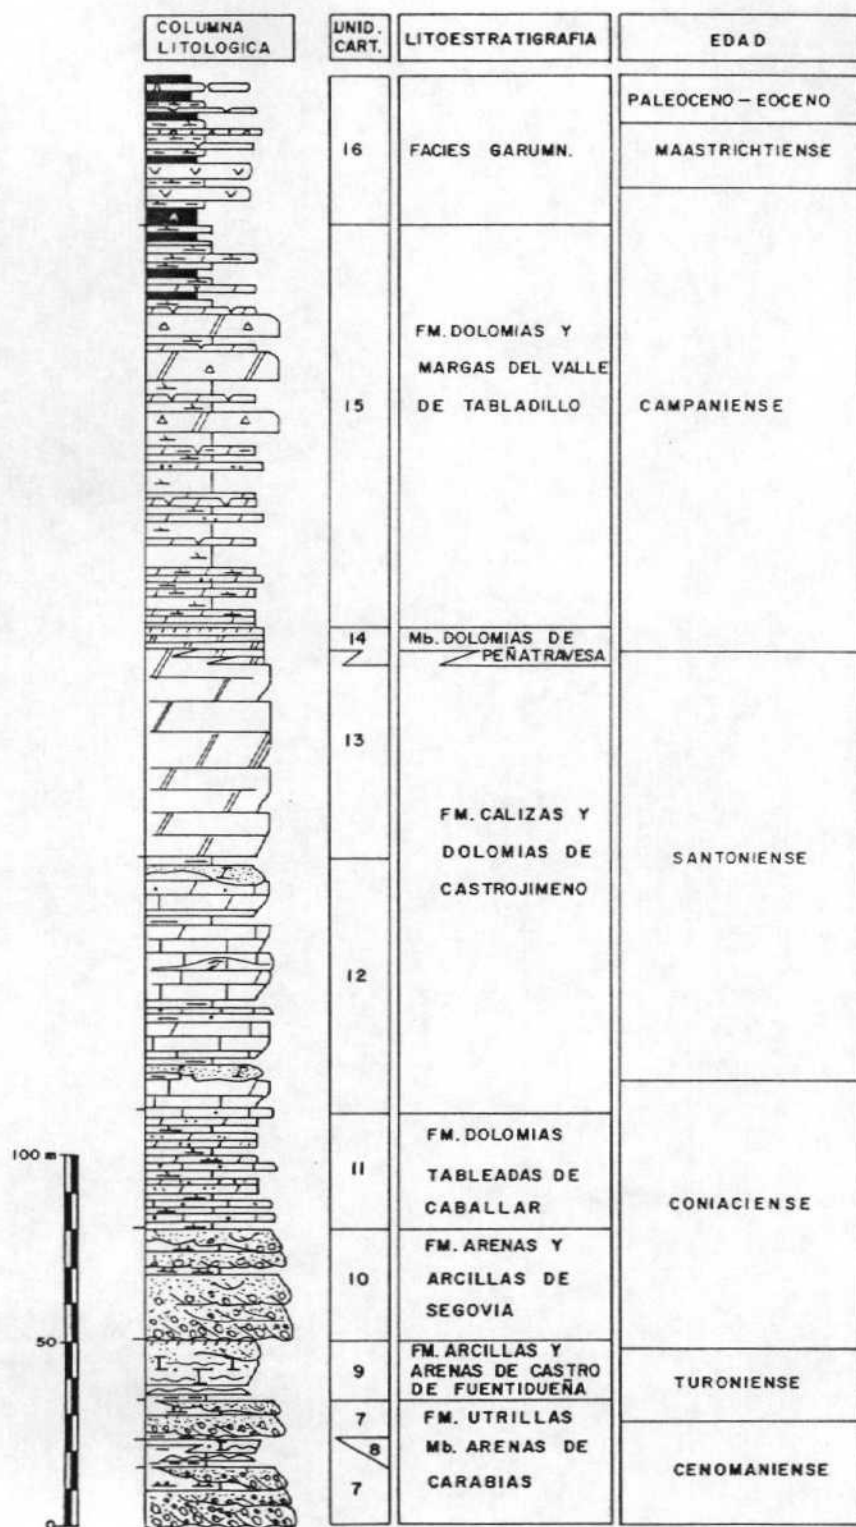 COLUMNA
LITOLOGICA
UNID.
CART.
LITOESTRATIGRAFIA
EDAD
16
FACIES GARUMN.
PALEOCENO – EOCENO
MAASTRICHTIENSE
15
FM. DOLOMIAS Y
MARGAS DEL VALLE
DE TABLADILLO
CAMPANIENSE
14
Mb. DOLOMIAS DE
PEÑATRAVESA
13
FM. CALIZAS Y
DOLOMIAS DE
CASTROJIMENO
SANTONIENSE
12
11
FM. DOLOMIAS
TABLEADAS DE
CABALLAR
CONIACIENSE
100 m
10
FM. ARENAS Y
ARCILLAS DE
SEGOVIA
50
9
FM. ARCILLAS Y
ARENAS DE CASTRO
DE FUENTIDUEÑA
TURONIENSE
7
FM. UTRILLAS
8
Mb. ARENAS DE
CARABIAS
7
CENOMANIENSE
0